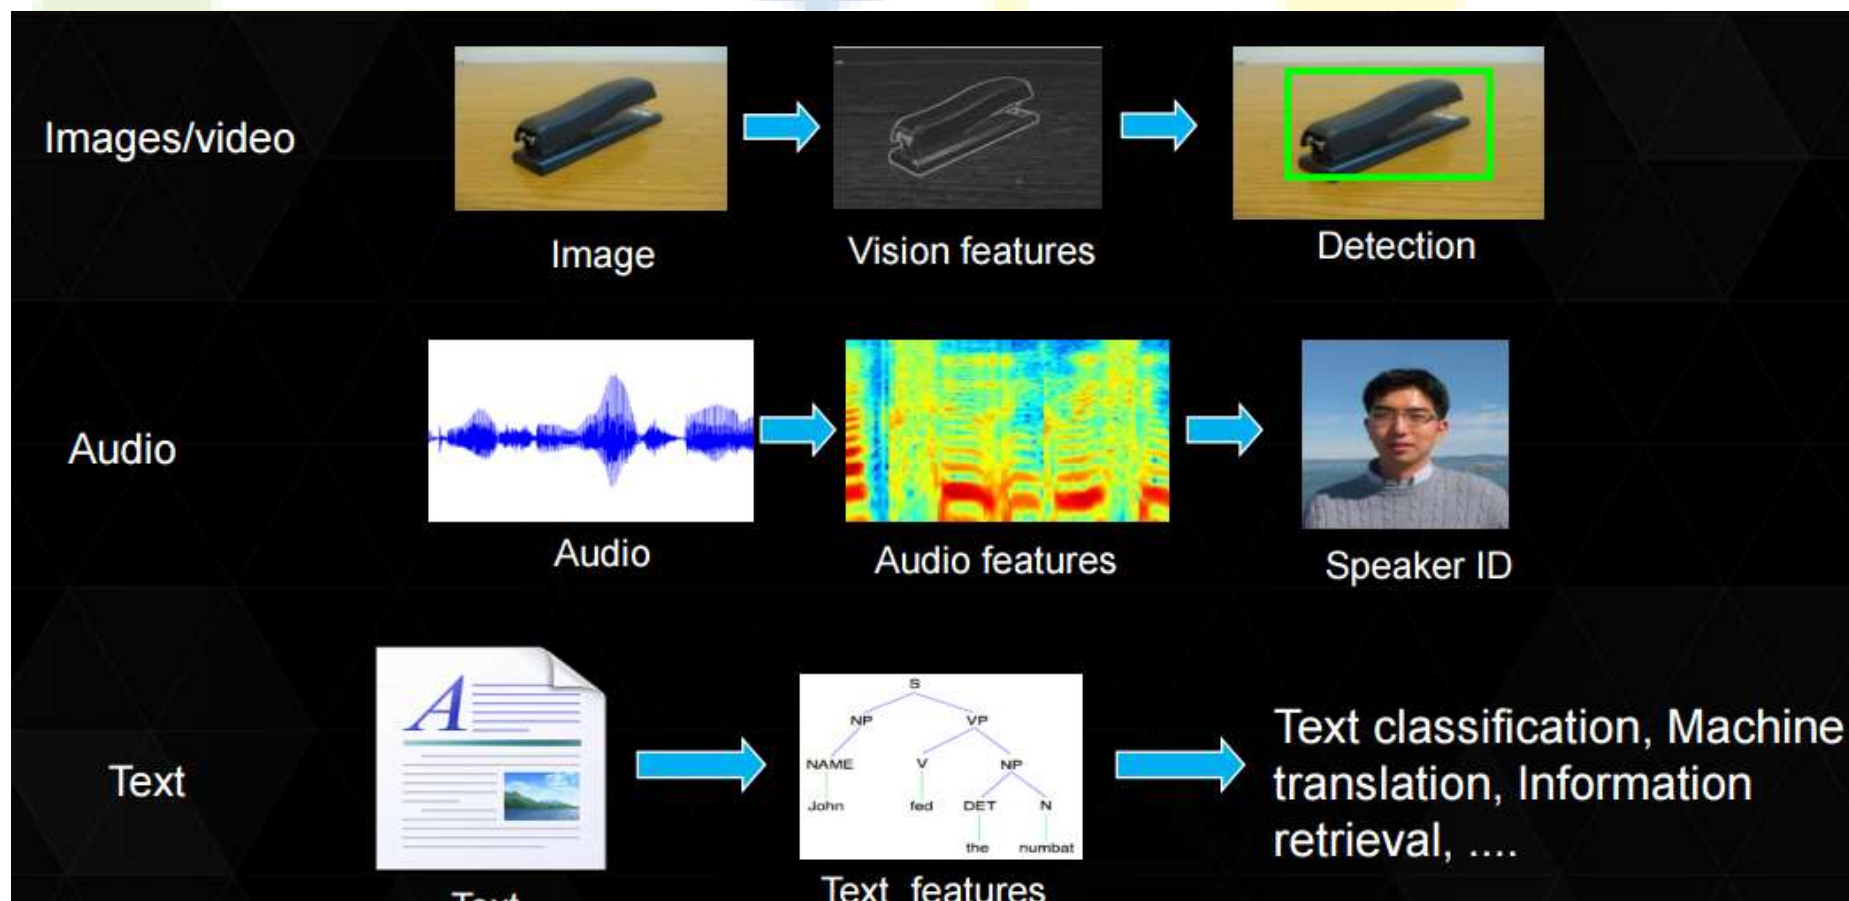 Images/video
Image
Vision features
Detection
Audio
Audio
Audio features
Speaker ID
Text
A
S
NP VP
NAME V NP
John fed DET N
the numbat
Text classification, Machine
translation, Information
retrieval, ....
Text
Text features